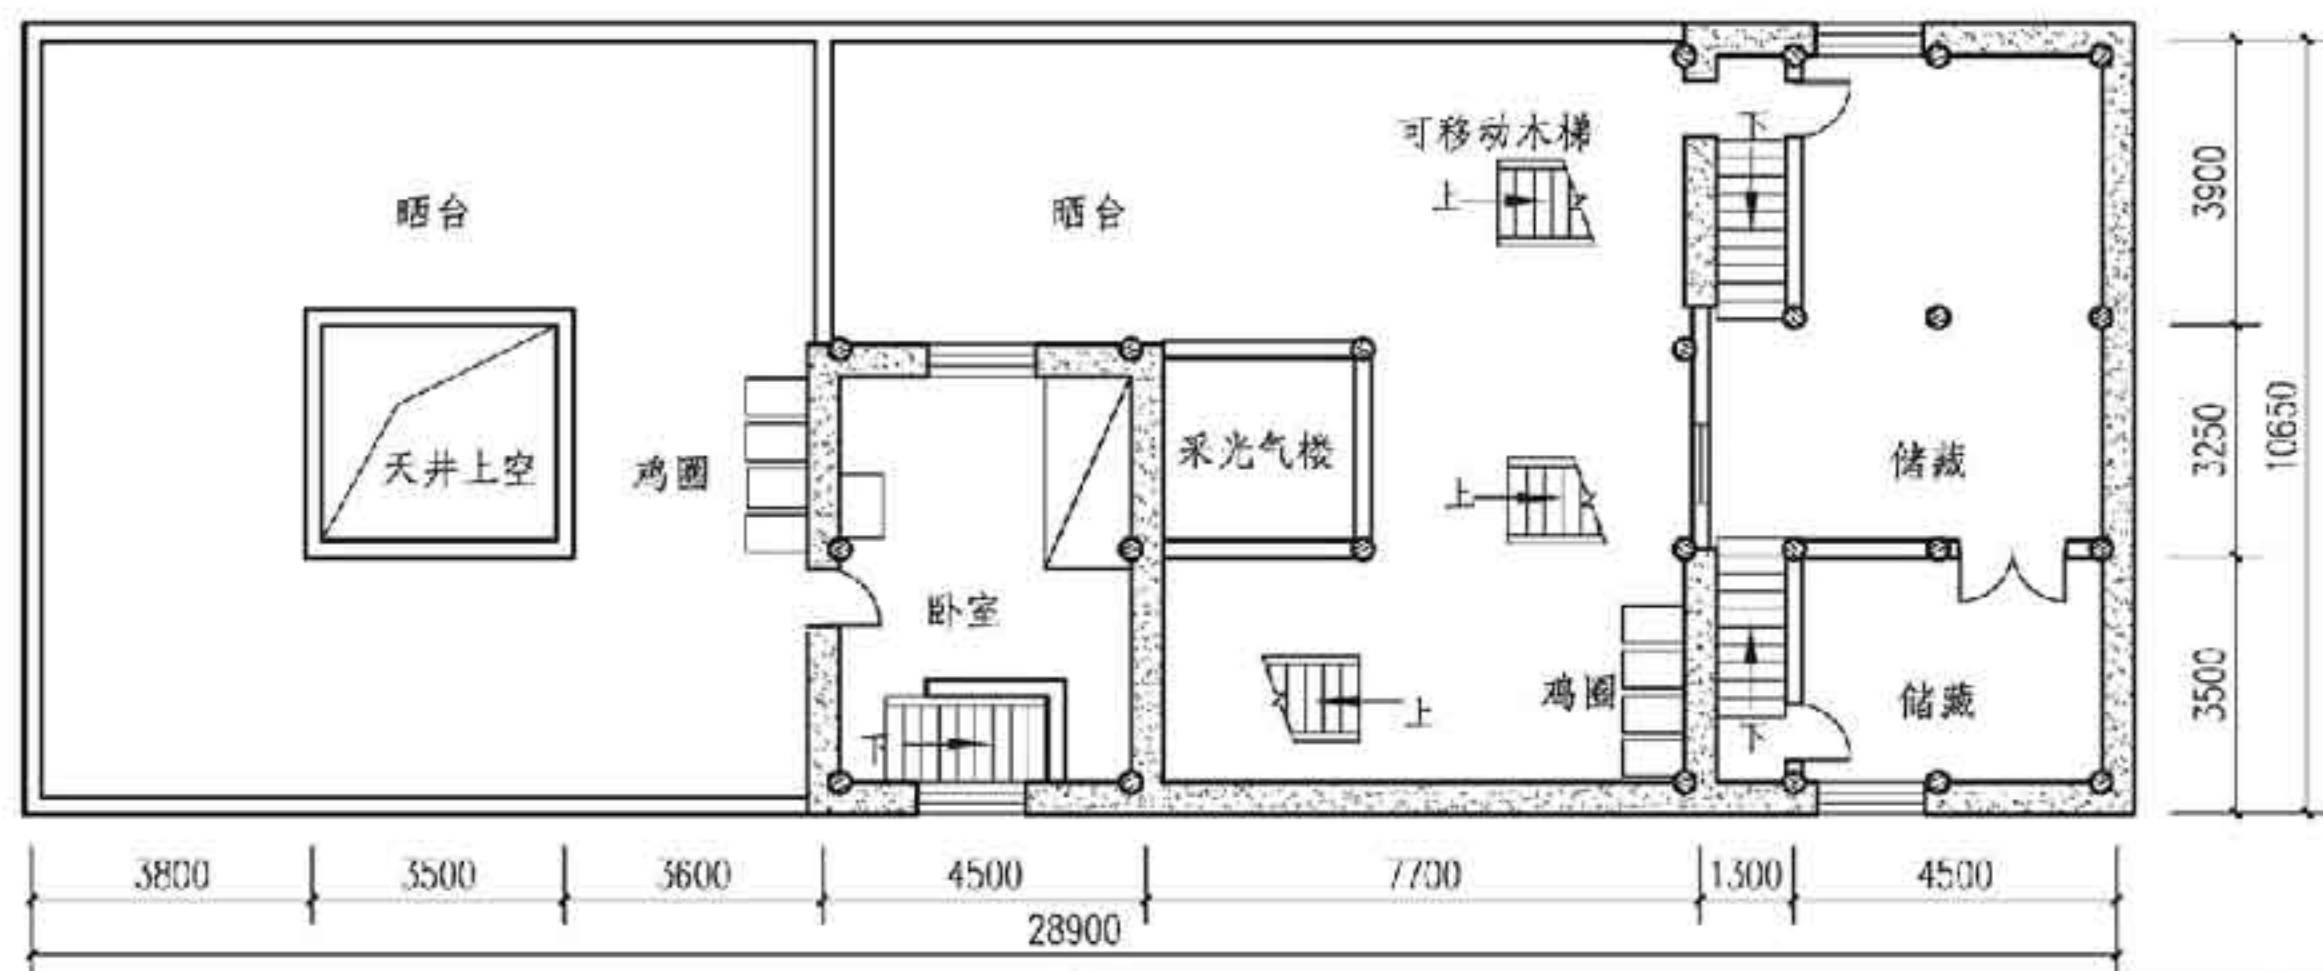 可移动木梯
下
晒台
晒台
上
3900
天井上空
鸡圈
采光气楼
上
储藏
3250
10650
卧室
下
上
鸡圈
储藏
下
3500
3800
3500
3600
4500
7700
1300
4500
28900